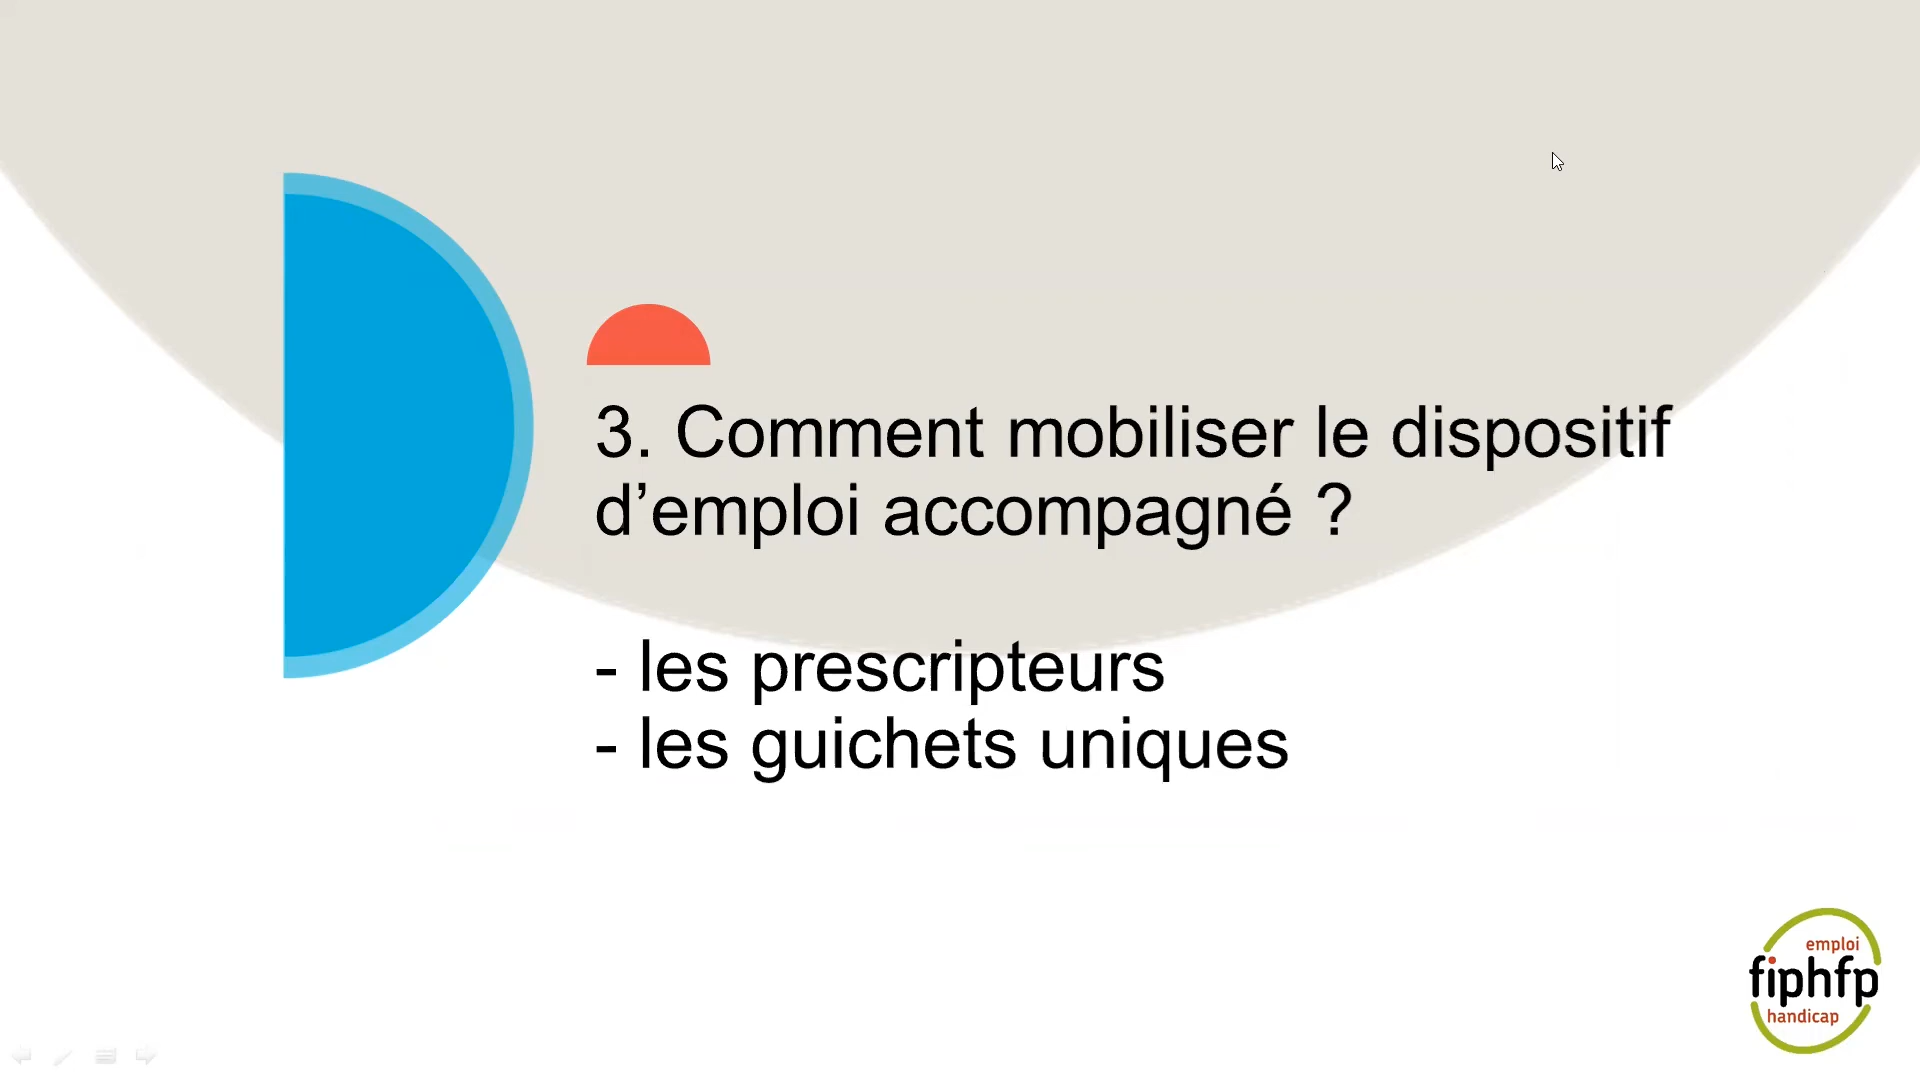 3. Comment mobiliser le dispositif
d’emploi accompagné ?
- les prescripteurs
- les guichets uniques
emploi
fiphfp
handicap